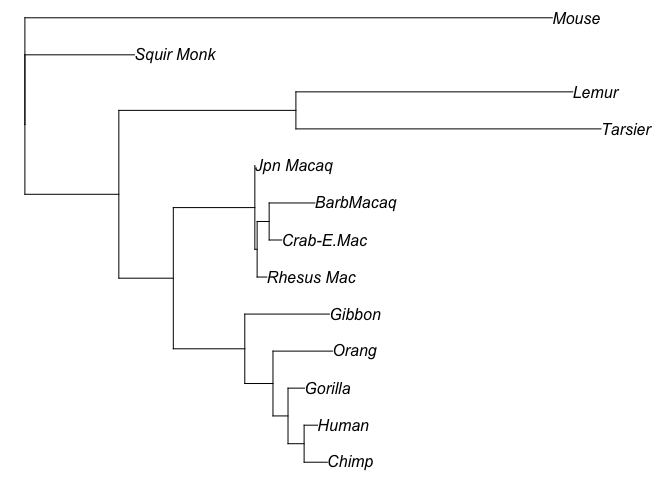 Mouse
Squir Monk
Lemur
Tarsier
Jpn Macaq
BarbMacaq
Crab-E.Mac
Rhesus Mac
Gibbon
Orang
Gorilla
Human
Chimp